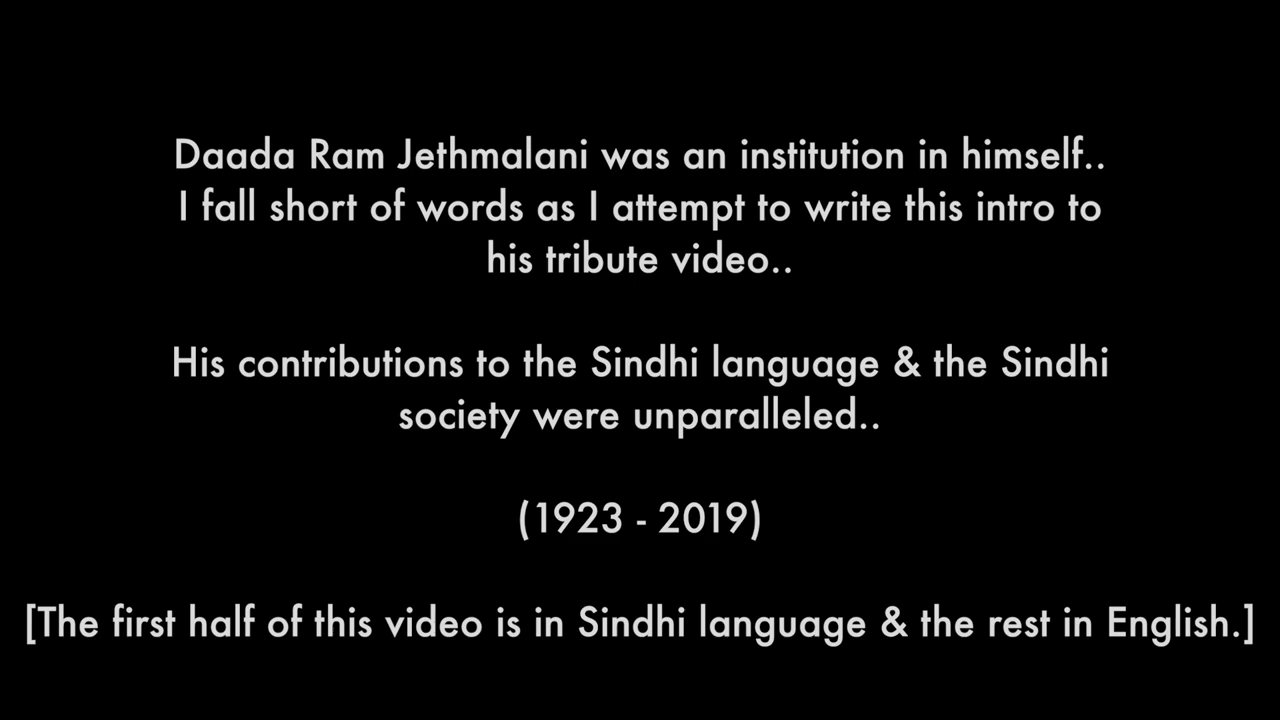 Daada Ram Jethmalani was an institution in himself..
I fall short of words as I attempt to write this intro to
his tribute video..
His contributions to the Sindhi language & the Sindhi
society were unparalleled..
(1923 - 2019)
[The first half of this video is in Sindhi language & the rest in English.]